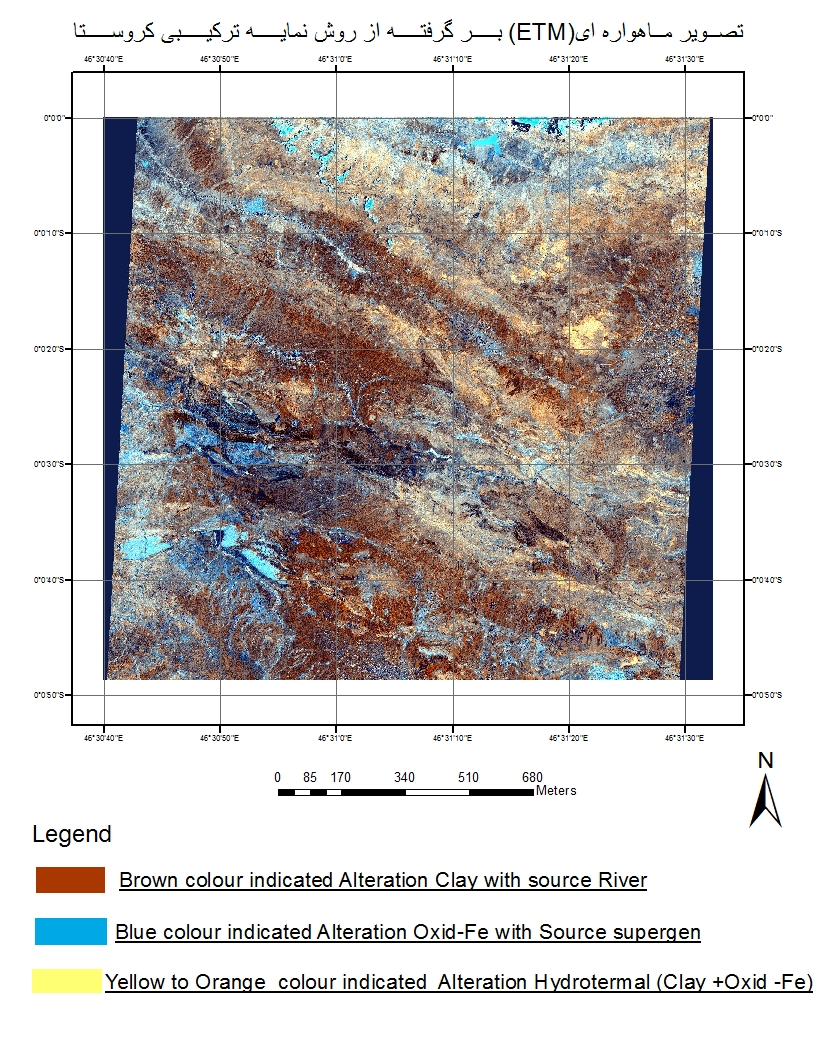 تصویر ماهواره ای(ETM) بر گرفته از روش نمایه ترکیبی کروستا
46°30'40"E 46°30'50"E 46°31'0"E 46°31'10"E 46°31'20"E 46°31'30"E
0°0'0" 0°0'0"
0°0'10"S 0°0'10"S
0°0'20"S 0°0'20"S
0°0'30"S 0°0'30"S
0°0'40"S 0°0'40"S
0°0'50"S 0°0'50"S
46°30'40"E 46°30'50"E 46°31'0"E 46°31'10"E 46°31'20"E 46°31'30"E
N
0 85 170 340 510 680
Meters
Legend
Brown colour indicated Alteration Clay with source River
Blue colour indicated Alteration Oxid-Fe with Source supergen
Yellow to Orange colour indicated Alteration Hydrotermal (Clay +Oxid -Fe)